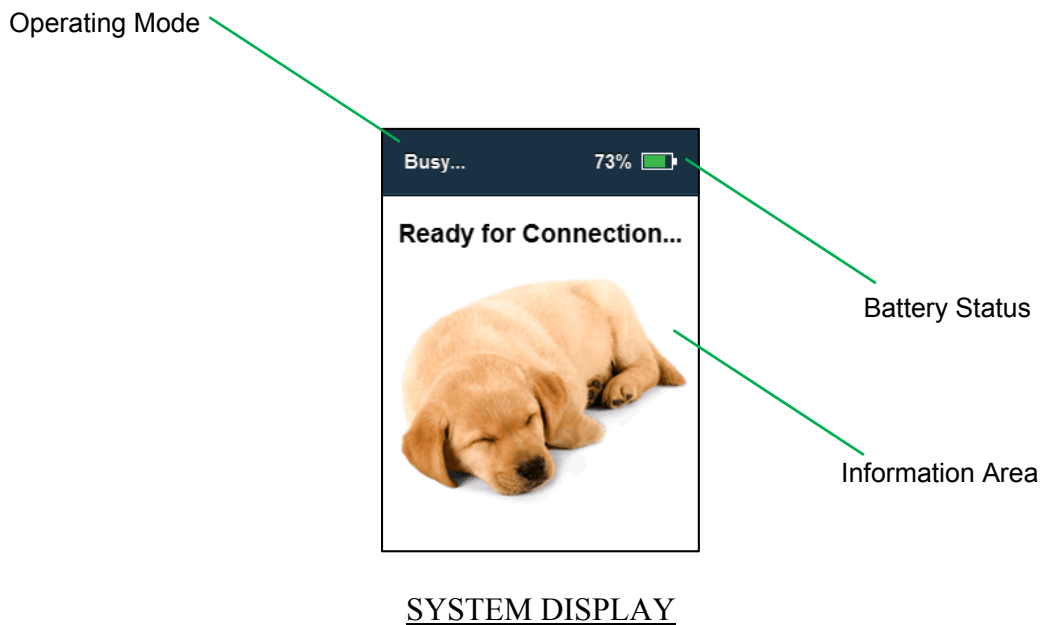 Operating Mode
Busy...
73%
Ready for Connection...
Battery Status
Information Area
SYSTEM DISPLAY